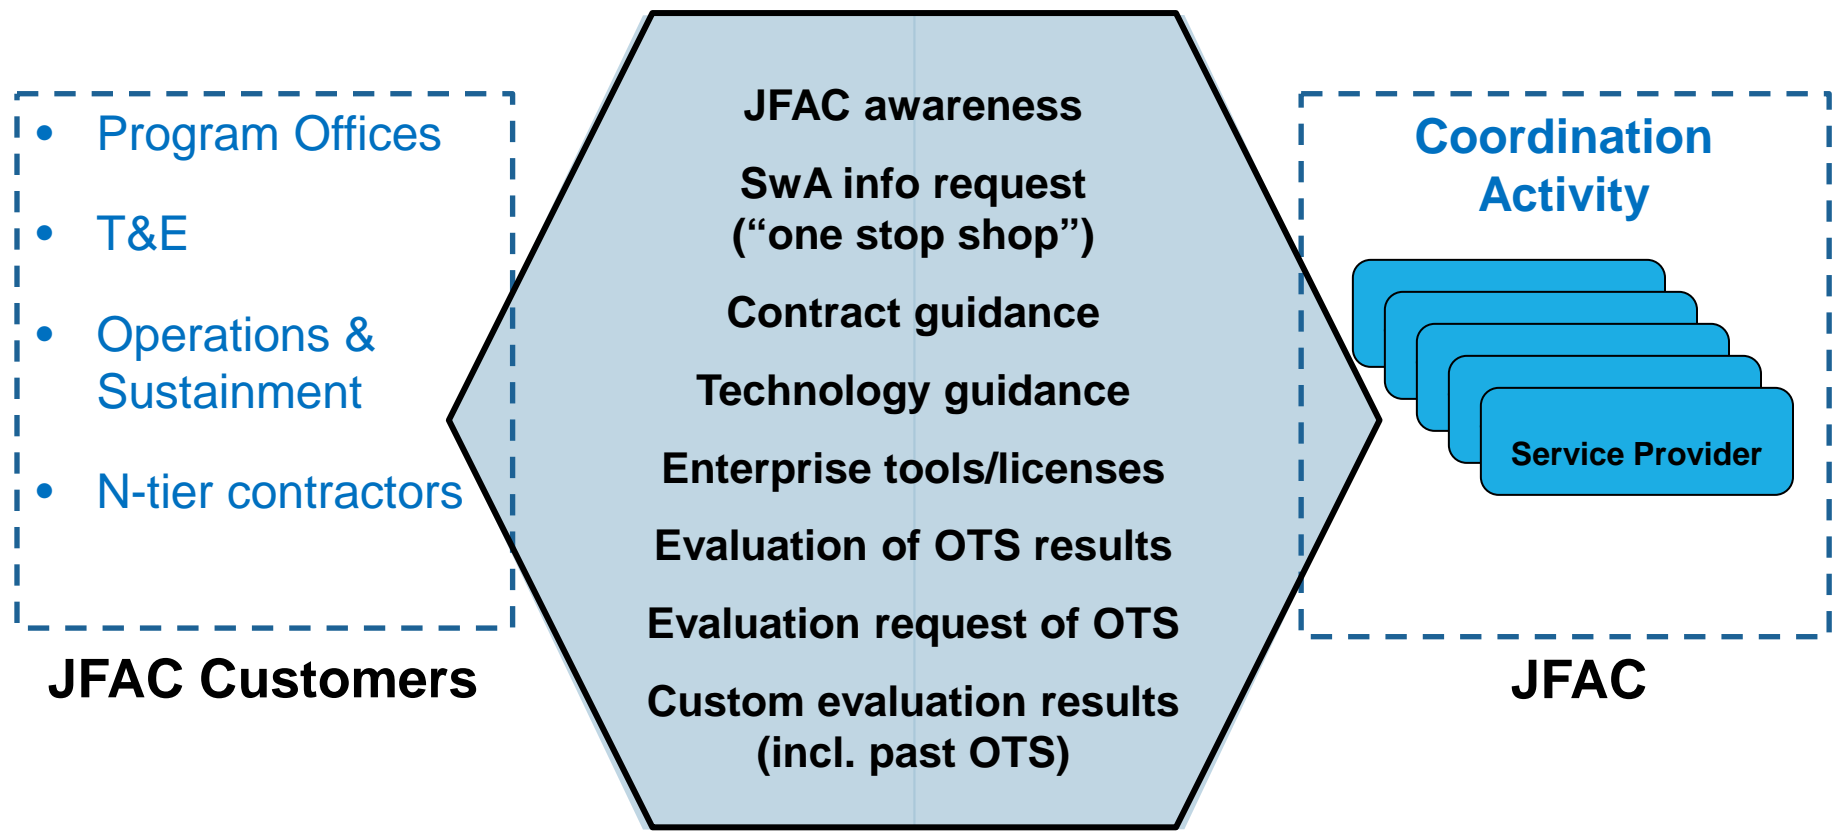 • Program Offices
• T&E
• Operations &
Sustainment
• N-tier contractors
JFAC Customers
JFAC awareness
SwA info request
(“one stop shop”)
Contract guidance
Technology guidance
Enterprise tools/licenses
Evaluation of OTS results
Evaluation request of OTS
Custom evaluation results
(incl. past OTS)
Coordination
Activity
Service Provider
JFAC